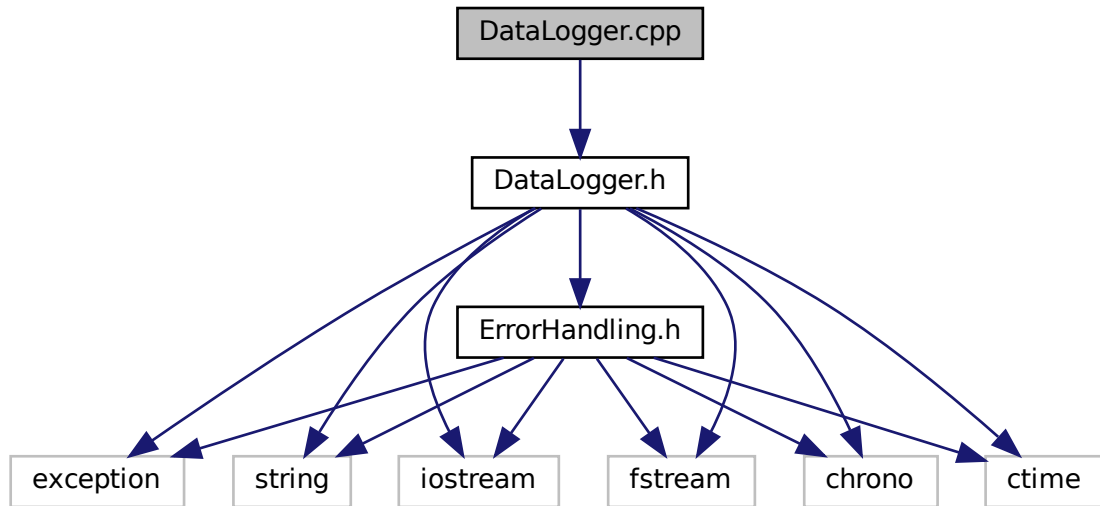 DataLogger.cpp
DataLogger.h
ErrorHandling.h
exception
string
iostream
fstream
chrono
ctime